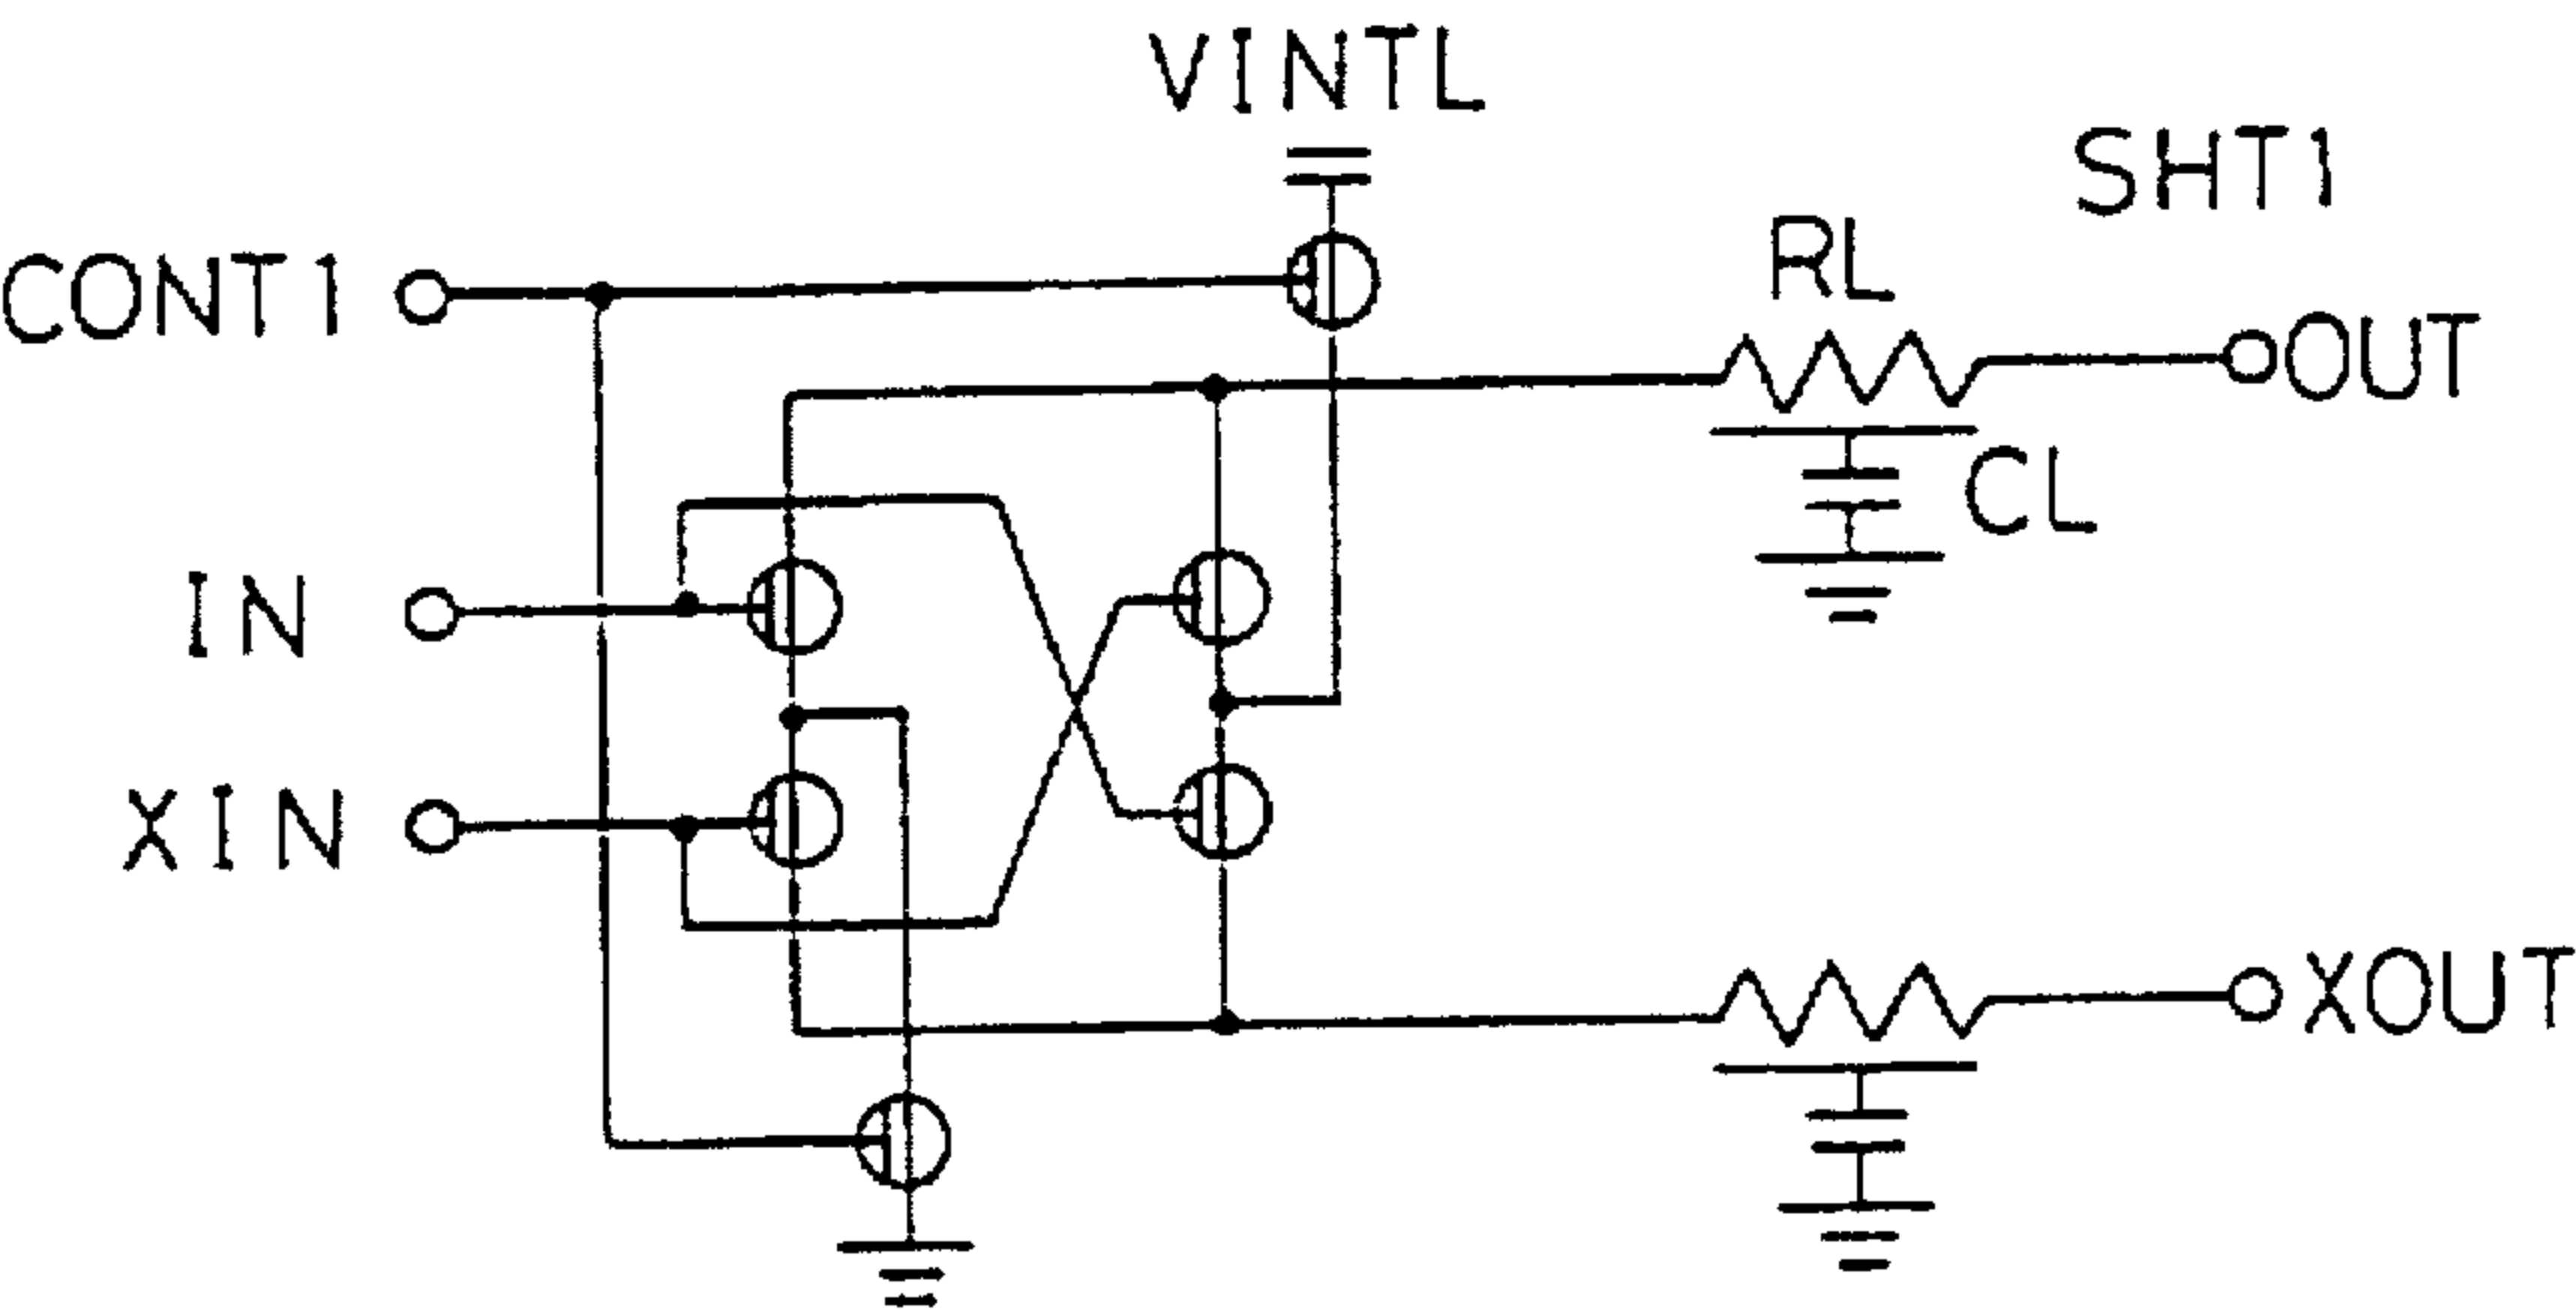 VINTL
SHT1
RL
CONT1
OUT
CL
IN
XIN
XOUT